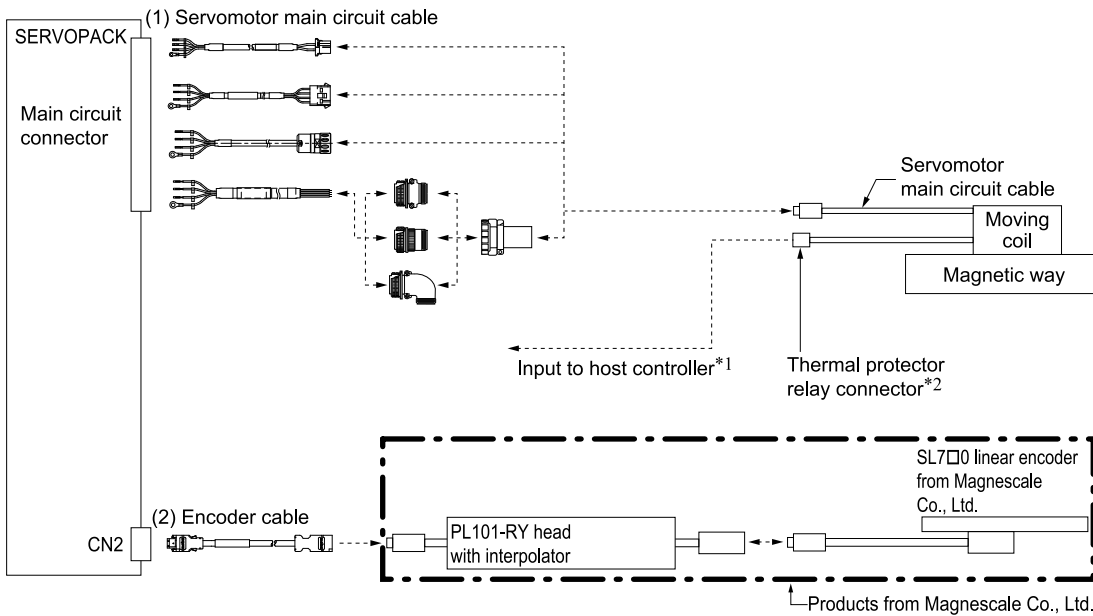 (1) Servomotor main circuit cable
SERVOPACK
Main circuit
connector
Servomotor
main circuit cable
Moving
coil
Magnetic way
Input to host controller*1
Thermal protector
relay connector*2
SL7□0 linear encoder
from Magnescale
Co., Ltd.
(2) Encoder cable
CN2
PL101-RY head
with interpolator
Products from Magnescale Co., Ltd.